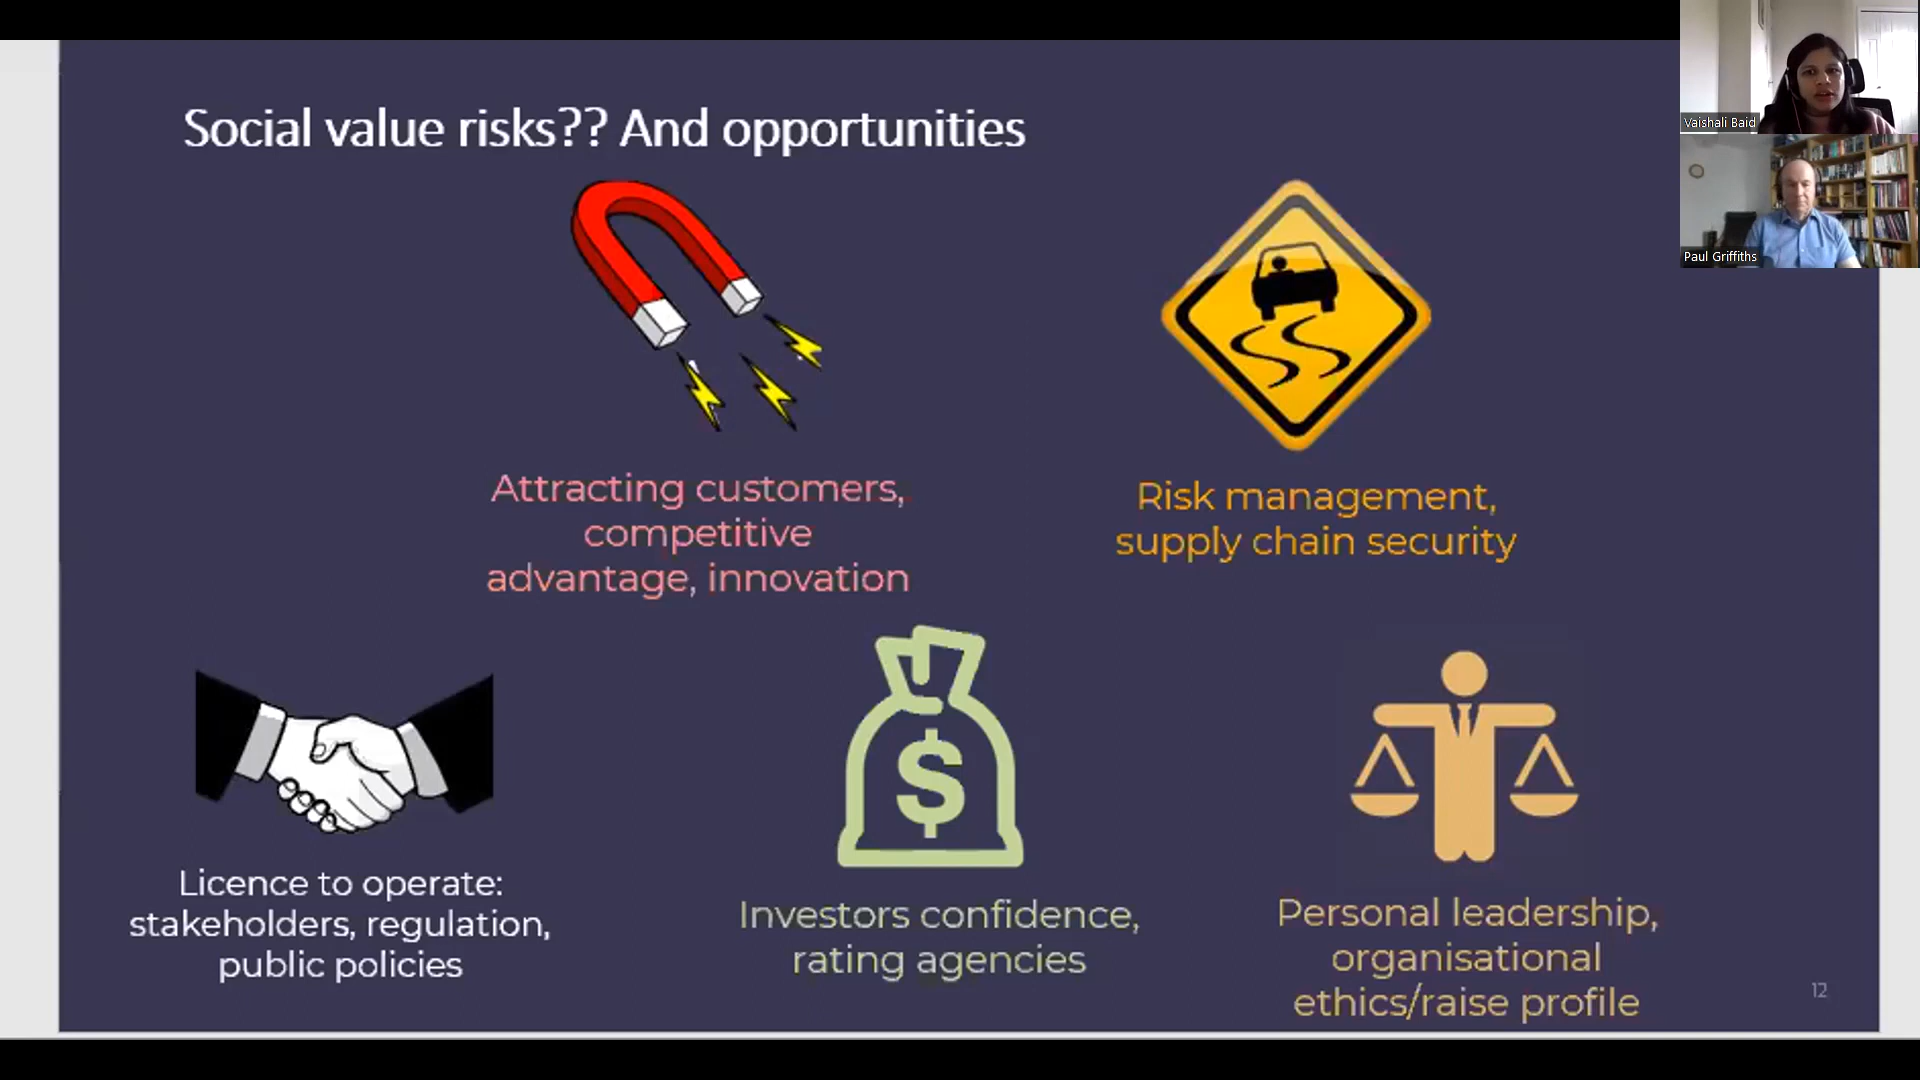 Social value risks?? And opportunities
Vaishali Baid
Paul Griffiths
Attracting customers,
competitive
advantage, innovation
Risk management,
supply chain security
$
Licence to operate:
stakeholders, regulation,
public policies
Investors confidence,
rating agencies
Personal leadership,
organisational
ethics/raise profile
12